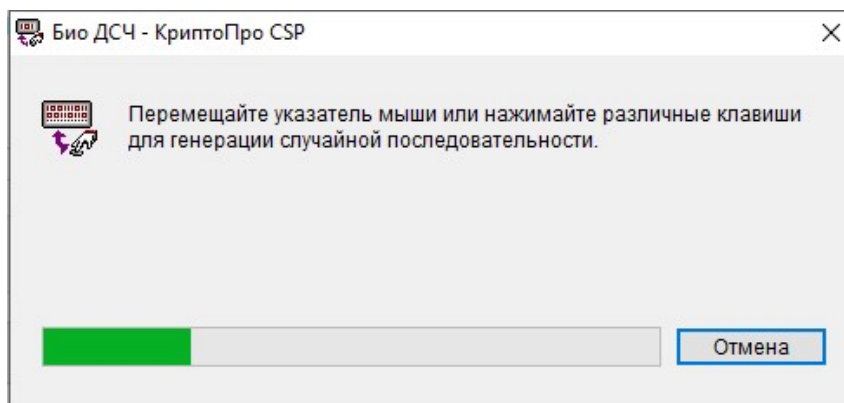 Био ДСЧ - КриптоПро CSP
Перемещайте указатель мыши или нажимайте различные клавиши
для генерации случайной последовательности.
Отмена